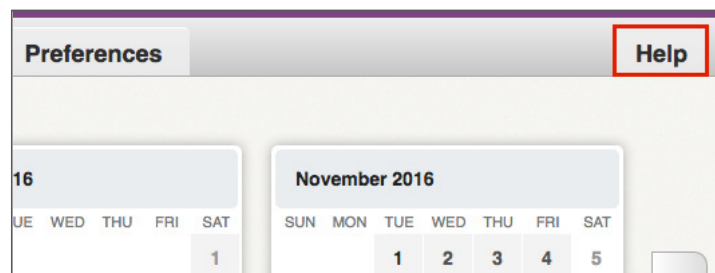 Preferences Help
16 November 2016
UE WED THU FRI SAT SUN MON TUE WED THU FRI SAT
1 1 2 3 4 5